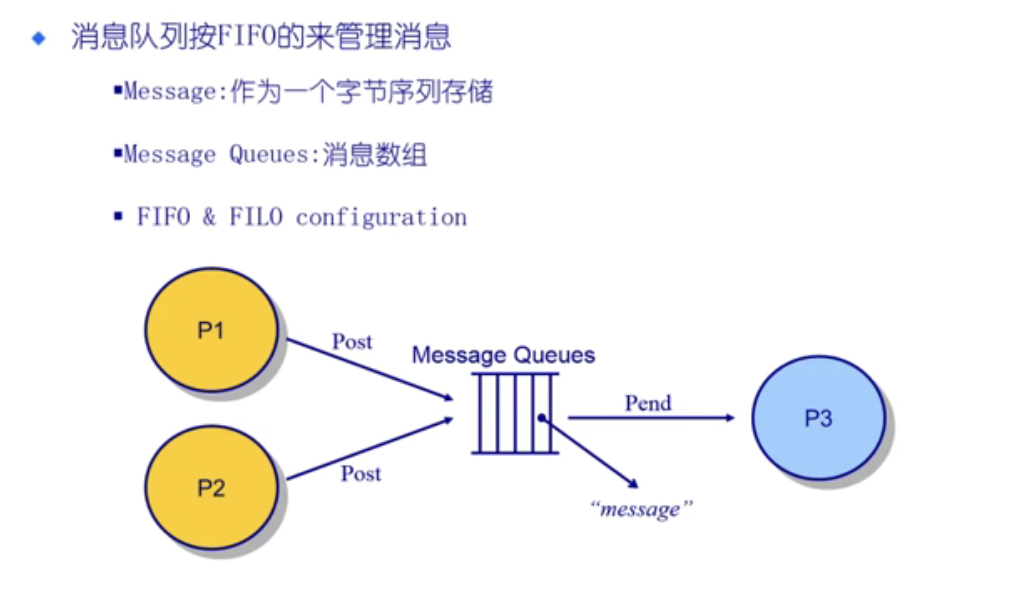 消息队列按FIFO的来管理消息
Message:作为一个字节序列存储
Message Queues:消息数组
FIFO & FILO configuration
P1
Post
Message Queues
Pend
P3
P2
Post
“message”